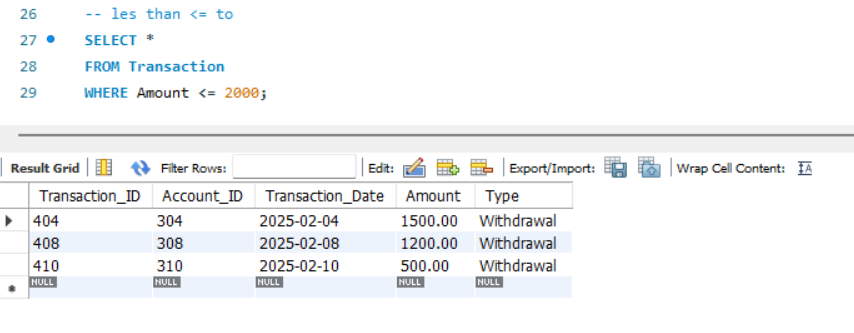 26 -- les than <= to
27 SELECT *
28 FROM Transaction
29 WHERE Amount <= 2000;
Result Grid Filter Rows: Edit: Export/Import: Wrap Cell Content: IA
Transaction_ID Account_ID Transaction_Date Amount Type
404 304 2025-02-04 1500.00 Withdrawal
408 308 2025-02-08 1200.00 Withdrawal
410 310 2025-02-10 500.00 Withdrawal
NULL NULL NULL NULL NULL